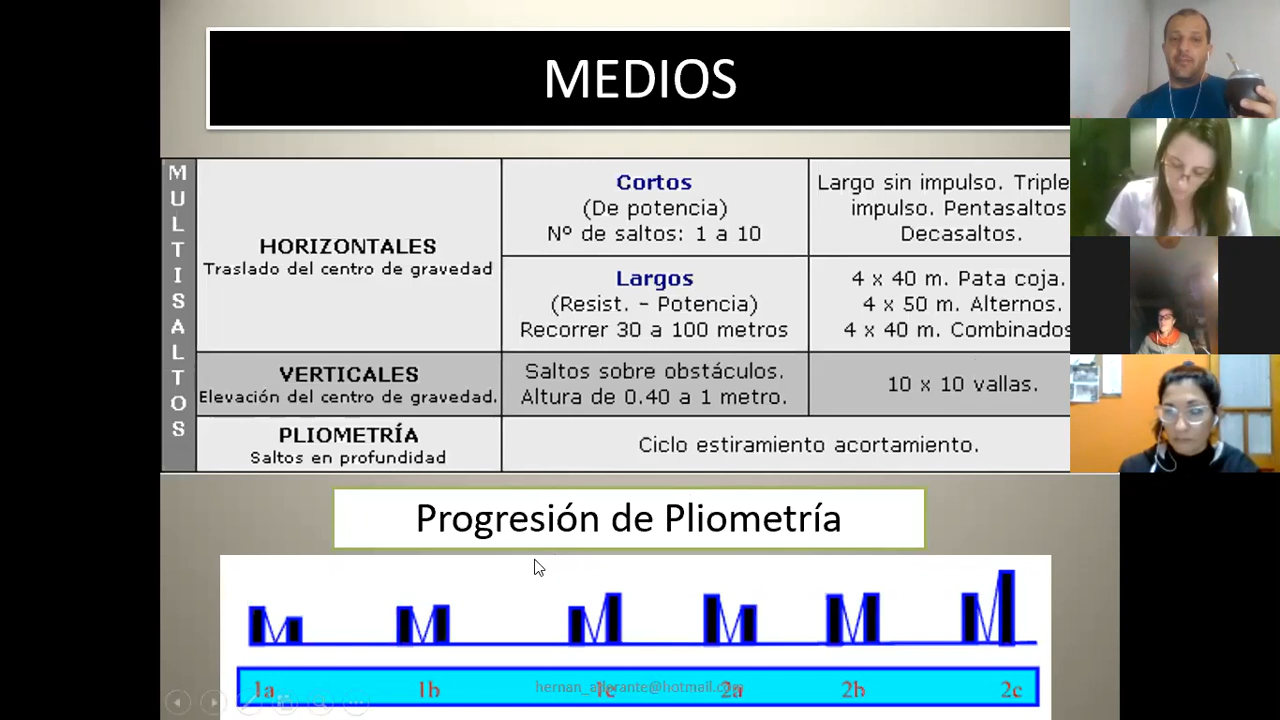 MEDIOS
MULTISALTOS
HORIZONTALES
Traslado del centro de gravedad
Cortos
(De potencia)
Nº de saltos: 1 a 10
Largo sin impulso. Triple
impulso. Pentasaltos
Decasaltos.
Largos
(Resist. - Potencia)
Recorrer 30 a 100 metros
4 x 40 m. Pata coja.
4 x 50 m. Alternos.
4 x 40 m. Combinados
VERTICALES
Elevación del centro de gravedad.
Saltos sobre obstáculos.
Altura de 0.40 a 1 metro.
10 x 10 vallas.
PLIOMETRÍA
Saltos en profundidad
Ciclo estiramiento acortamiento.
Progresión de Pliometría
1a 1b 1c 2a 2b 2c